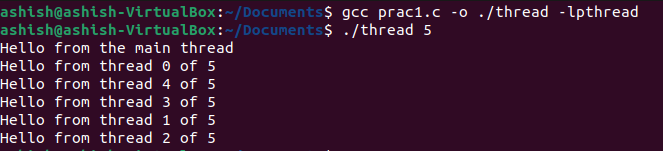 ashish@ashish-VirtualBox:~/Documents$ gcc prac1.c -o ./thread -lpthread
ashish@ashish-VirtualBox:~/Documents$ ./thread 5
Hello from the main thread
Hello from thread 0 of 5
Hello from thread 4 of 5
Hello from thread 3 of 5
Hello from thread 1 of 5
Hello from thread 2 of 5